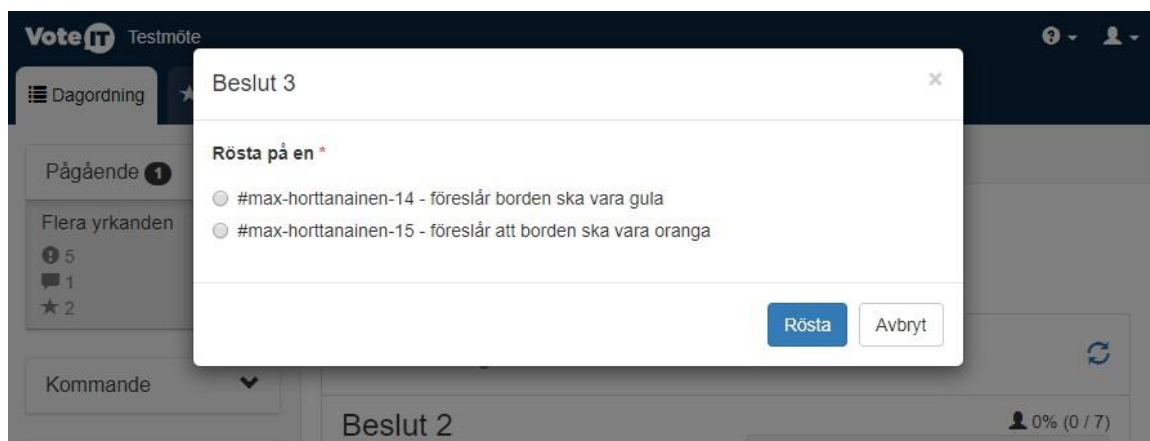 VoteIT Testmöte
Dagordning
Beslut 3
×
Rösta på en *
#max-horttanainen-14 - föreslår borden ska vara gula
#max-horttanainen-15 - föreslår att borden ska vara oranga
Rösta
Avbryt
Pågående 1
Flera yrkanden
5
1
2
Kommande
Beslut 2
0% (0 / 7)